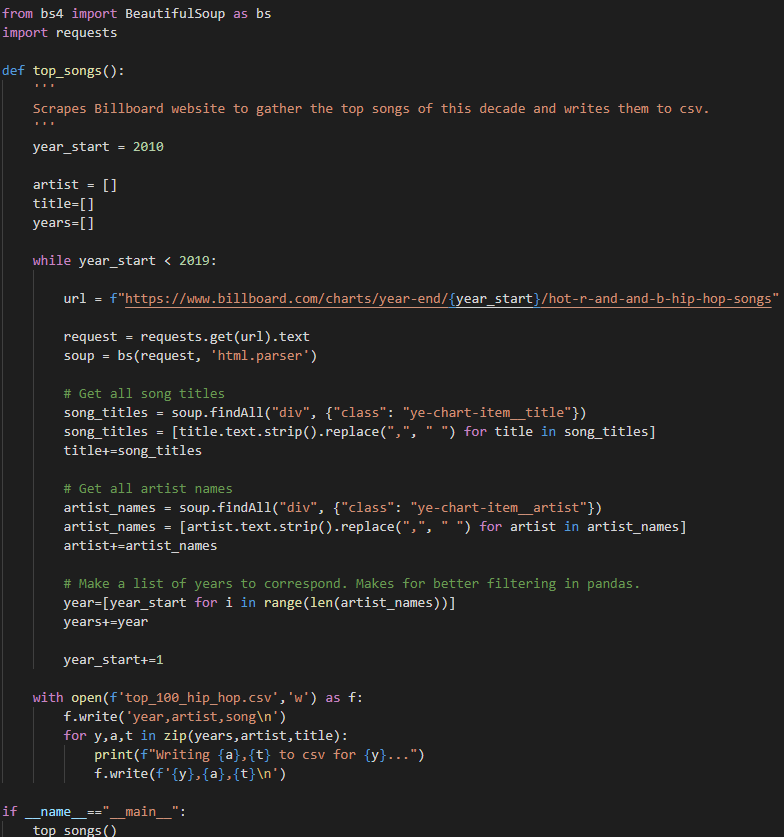 from bs4 import BeautifulSoup as bs
import requests

def top_songs():
    '''
    Scrapes Billboard website to gather the top songs of this decade and writes them to csv.
    '''
    year_start = 2010

    artist = []
    title=[]
    years=[]

    while year_start < 2019:

        url = f"https://www.billboard.com/charts/year-end/{year_start}/hot-r-and-and-b-hip-hop-songs"

        request = requests.get(url).text
        soup = bs(request, 'html.parser')

        # Get all song titles
        song_titles = soup.findAll("div", {"class": "ye-chart-item__title"})
        song_titles = [title.text.strip().replace(",", " ") for title in song_titles]
        title+=song_titles

        # Get all artist names
        artist_names = soup.findAll("div", {"class": "ye-chart-item__artist"})
        artist_names = [artist.text.strip().replace(",", " ") for artist in artist_names]
        artist+=artist_names

        # Make a list of years to correspond. Makes for better filtering in pandas.
        year=[year_start for i in range(len(artist_names))]
        years+=year

        year_start+=1

    with open(f'top_100_hip_hop.csv','w') as f:
        f.write('year,artist,song\n')
        for y,a,t in zip(years,artist,title):
            print(f"Writing {a},{t} to csv for {y}...")
            f.write(f'{y},{a},{t}\n')

if __name__=="__main__":
    top_songs()